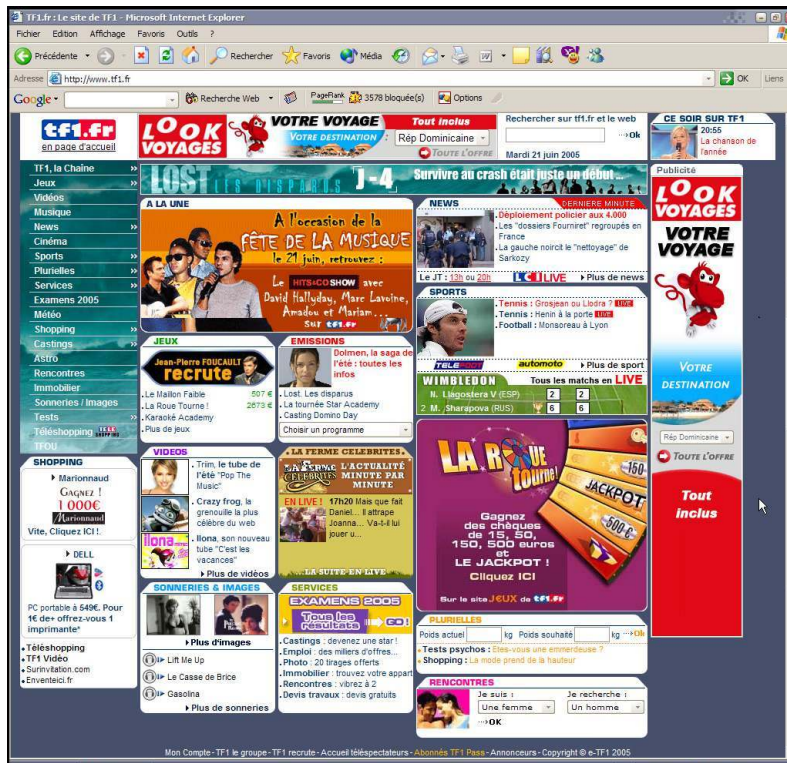 TF1.fr : Le site de TF1 - Microsoft Internet Explorer
Fichier Edition Affichage Favoris Outils ?
Précédente Rechercher Favoris Média
Adresse http://www.tf1.fr OK Liens
Google Recherche Web PageRank 3578 bloquée(s) Options
tf1.fr
en page d'accueil
LOOK
VOYAGES
VOTRE VOYAGE
VOTRE DESTINATION :
Tout inclus
Rép Dominicaine
TOUTE L'OFFRE
Rechercher sur tf1.fr et le web
Ok
Mardi 21 juin 2005
CE SOIR SUR TF1
20:55
La chanson de
l'année
TF1, la Chaîne »
Jeux »
Vidéos
Musique
News »
Cinéma
Sports »
Plurielles »
Services »
Examens 2005
Météo
Shopping »
Castings »
Astro
Rencontres
Immobilier
Sonneries / Images
Tests »
Téléshopping
TFOU
LOST LES DISPARUS J-4 Survivre au crash était juste un début...
A LA UNE
A l'occasion de la
FÊTE DE LA MUSIQUE
le 21 juin, retrouvez :
Le HITS&CO SHOW avec
David Hallyday, Marc Lavoine,
Amadou et Mariam...
Sur tf1.fr
NEWS
DERNIERE MINUTE
Déploiement policier aux 4.000
Les "dossiers Fourniret" regroupés en
France
La gauche noircit le "nettoyage" de
Sarkozy
Le JT : 13h ou 20h LCI LIVE Plus de news
SPORTS
Tennis : Grosjean ou Llodra ? LIVE
Tennis : Henin à la porte LIVE
Football : Monsoreau à Lyon
TELEFOOT automoto Plus de sport
WIMBLEDON Tous les matchs en LIVE
N. Llagostera V (ESP) 2 2
2 M. Sharapova (RUS) 6 6
JEUX
Jean-Pierre FOUCAULT
recrute
Le Maillon Faible 507 €
La Roue Tourne ! 2673 €
Karaoké Academy
Plus de jeux
EMISSIONS
Dolmen, la saga de
l'été : toutes les
infos
Lost. Les disparus
La tournée Star Academy
Casting Domino Day
Choisir un programme
VIDEOS
Trim, le tube de
l'été "Pop The
Music"
Crazy frog, la
grenouille la plus
célèbre du web
Ilona
Ilona, son nouveau
tube "C'est les
vacances"
Plus de vidéos
LA FERME CELEBRITES
LA FERME
CELEBRITES
L'ACTUALITÉ
MINUTE PAR
MINUTE
EN LIVE ! 17h20 Mais que fait
Daniel... Il attrape
Joanna... Va-t-il lui
jouer u...
...LA SUITE EN LIVE
LA ROUE
tourne!
150
JACKPOT
500€
Gagnez
des chèques
de 15, 50,
150, 500 euros
et
LE JACKPOT !
Cliquez ICI
Sur le site JEUX de tf1.fr
SHOPPING
Marionnaud
GAGNEZ !
1 000€
Marionnaud
Vite, Cliquez ICI !
DELL
PC portable à 549€. Pour
1€ de+ offrez-vous 1
imprimante*
Téléshopping
TF1 Vidéo
Surinvitation.com
Enventeici.fr
SONNERIES & IMAGES
Plus d'images
Lift Me Up
Le Casse de Brice
Gasolina
Plus de sonneries
SERVICES
EXAMENS 2005
Tous les
résultats GO!
Castings : devenez une star !
Emploi : des milliers d'offres...
Photo : 20 tirages offerts
Immobilier : trouvez votre appart
Rencontres : vibrez à 2
Devis travaux : devis gratuits
PLURIELLES
Poids actuel kg Poids souhaité kg Ok
Tests psychos : Etes-vous une emmerdeuse ?
Shopping : La mode prend de la hauteur
RENCONTRES
Je suis : Je recherche :
Une femme Un homme
OK
Publicité
LOOK
VOYAGES
VOTRE
VOYAGE
VOTRE
DESTINATION
Rép Dominicaine
TOUTE L'OFFRE
Tout
inclus
Mon Compte - TF1 le groupe - TF1 recrute - Accueil téléspectateurs - Abonnés TF1 Pass - Annonceurs - Copyright © e-TF1 2005